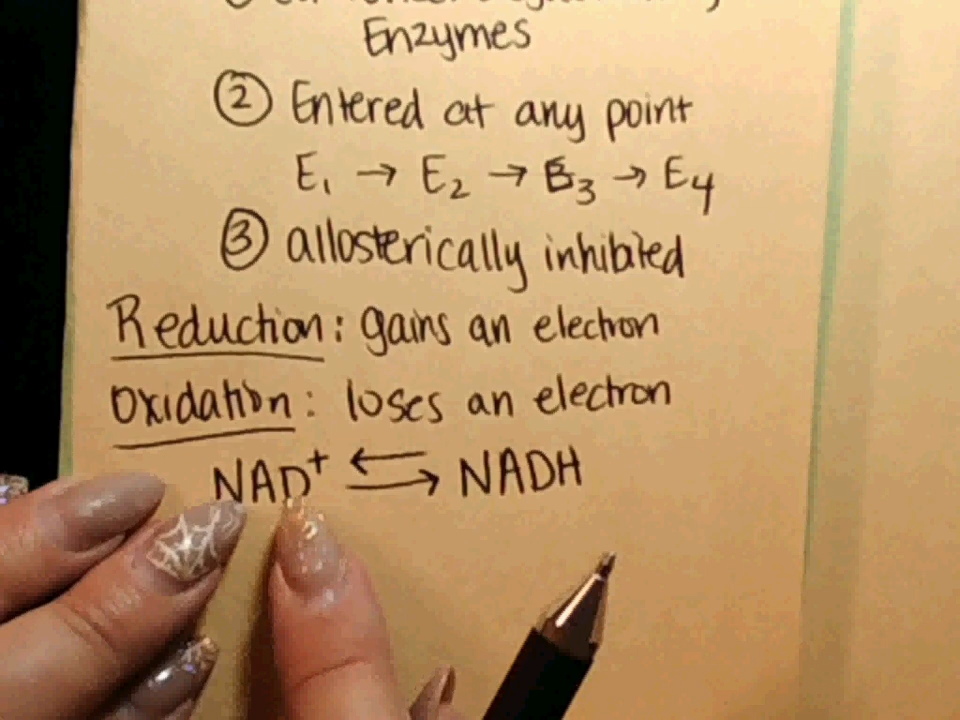 Enzymes
② Entered at any point
E₁ → E₂ → E₃ → E₄
③ allosterically inhibited
Reduction: gains an electron
Oxidation: loses an electron
NAD⁺ ⇄ NADH